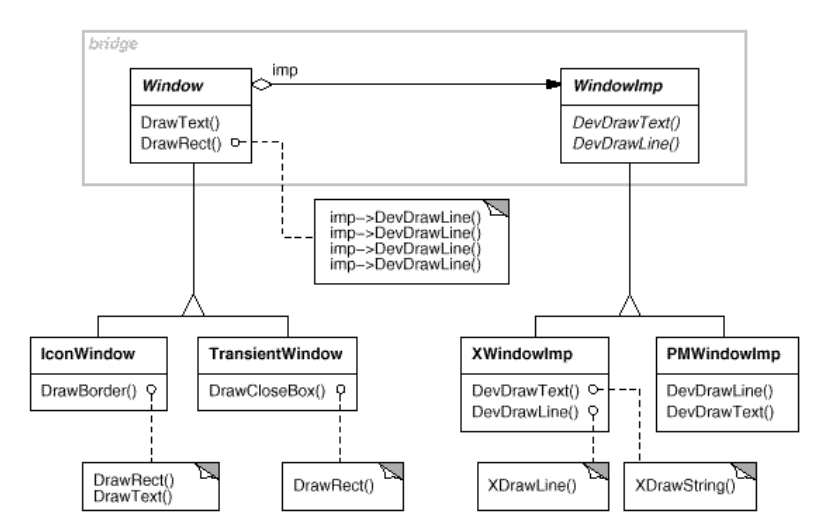 bridge
imp
Window
DrawText()
DrawRect()
WindowImp
DevDrawText()
DevDrawLine()
imp->DevDrawLine()
imp->DevDrawLine()
imp->DevDrawLine()
imp->DevDrawLine()
IconWindow
DrawBorder()
TransientWindow
DrawCloseBox()
XWindowImp
DevDrawText()
DevDrawLine()
PMWindowImp
DevDrawLine()
DevDrawText()
DrawRect()
DrawText()
DrawRect()
XDrawLine()
XDrawString()